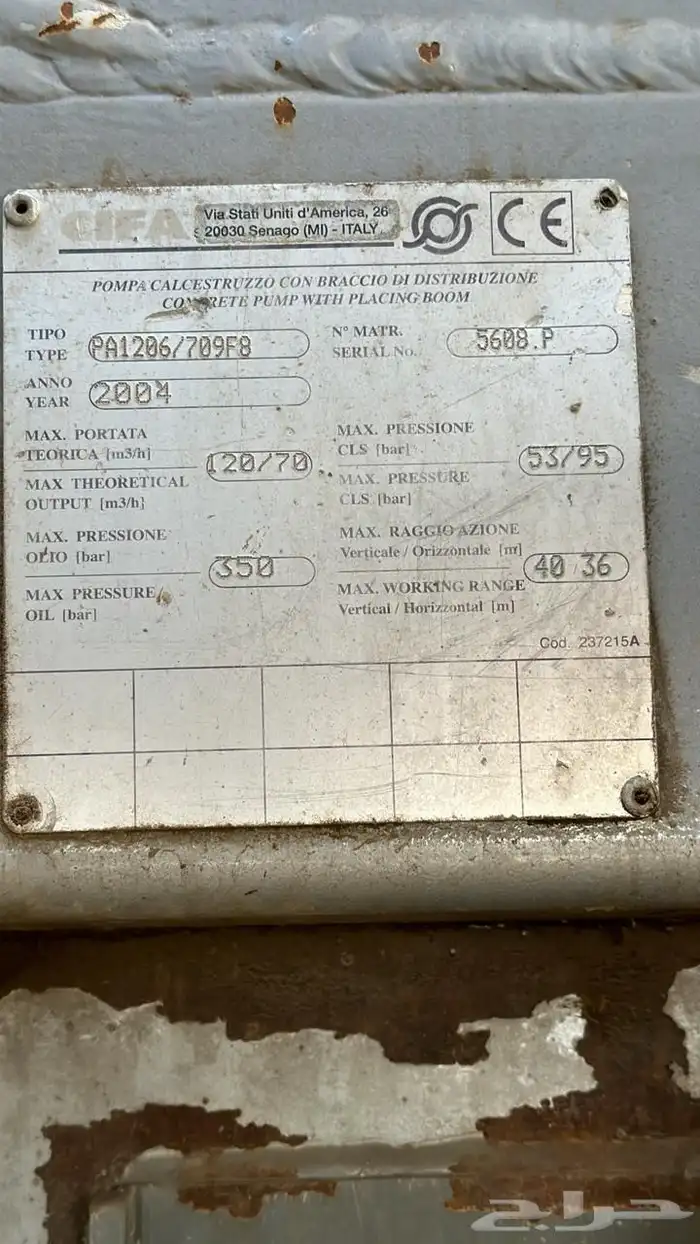 CIFA
Via Stati Uniti d'America, 26
20030 Senago (MI) - ITALY
CE
POMPA CALCESTRUZZO CON BRACCIO DI DISTRIBUZIONE
CONCRETE PUMP WITH PLACING BOOM
TIPO
TYPE
PA1206/709F8
N° MATR.
SERIAL No.
5608.P
ANNO
YEAR
2004
MAX. PORTATA
TEORICA [m3/h]
MAX THEORETICAL
OUTPUT [m3/h]
120/70
MAX. PRESSIONE
CLS [bar]
MAX. PRESSURE
CLS [bar]
53/95
MAX. PRESSIONE
OLIO [bar]
MAX PRESSURE
OIL [bar]
350
MAX. RAGGIO AZIONE
Verticale / Orizzontale [m]
MAX. WORKING RANGE
Vertical / Horizzontal [m]
40 36
Cod. 237215A
حراج